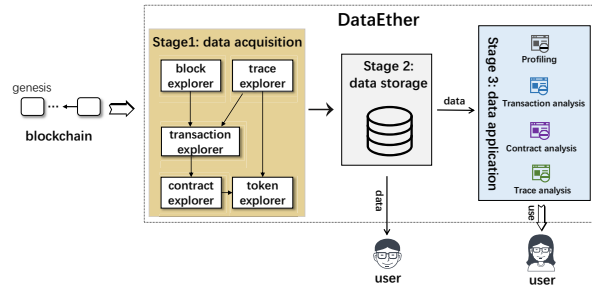 DataEther
Stage1: data acquisition
block
explorer
trace
explorer
transaction
explorer
contract
explorer
token
explorer
genesis
...
blockchain
Stage 2:
data storage
data
data
user
Stage 3: data application
Profiling
Transaction analysis
Contract analysis
Trace analysis
use
user